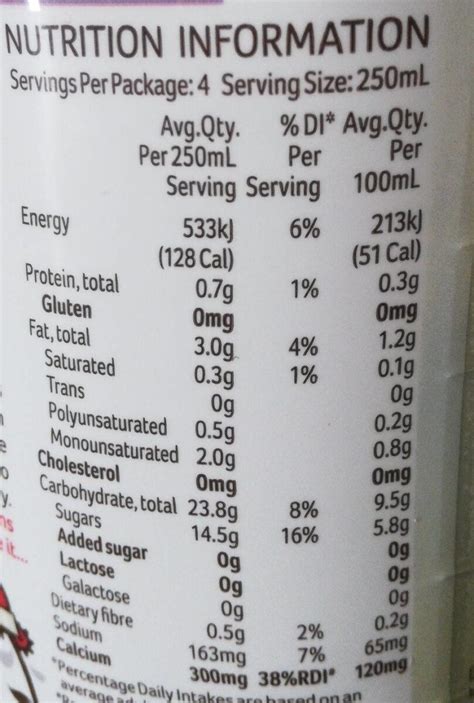 NUTRITION INFORMATION
Servings Per Package: 4 Serving Size: 250mL
Avg.Qty. % DI* Avg.Qty.
Per 250mL Per Per
Serving Serving 100mL
Energy 533kJ 6% 213kJ
(128 Cal) (51 Cal)
Protein, total 0.7g 1% 0.3g
Gluten 0mg 0mg
Fat, total 3.0g 4% 1.2g
Saturated 0.3g 1% 0.1g
Trans 0g 0g
Polyunsaturated 0.5g 0.2g
Monounsaturated 2.0g 0.8g
Cholesterol 0mg 0mg
Carbohydrate, total 23.8g 8% 9.5g
Sugars 14.5g 16% 5.8g
Added sugar 0g 0g
Lactose 0g 0g
Galactose 0g 0g
Dietary fibre 0.5g 2% 0.2g
Sodium 163mg 7% 65mg
Calcium 300mg 38%RDI* 120mg
*Percentage Daily Intakes are based on an
average